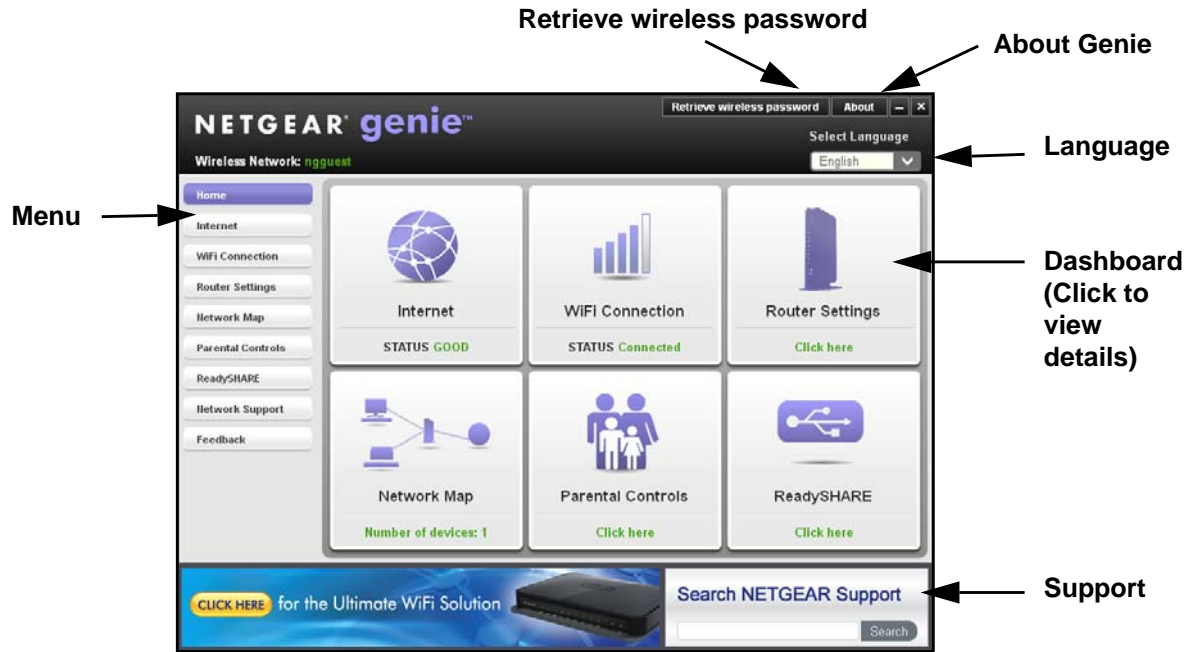 Retrieve wireless password
About Genie
NETGEAR® genie™
Retrieve wireless password
About
Select Language
Wireless Network: ngguest
English
Language
Menu
Home
Internet
WiFi Connection
Router Settings
Network Map
Parental Controls
ReadySHARE
Network Support
Feedback
Internet
STATUS GOOD
WiFi Connection
STATUS Connected
Router Settings
Click here
Dashboard
(Click to
view
details)
Network Map
Number of devices: 1
Parental Controls
Click here
ReadySHARE
Click here
CLICK HERE for the Ultimate WiFi Solution
Search NETGEAR Support
Search
Support